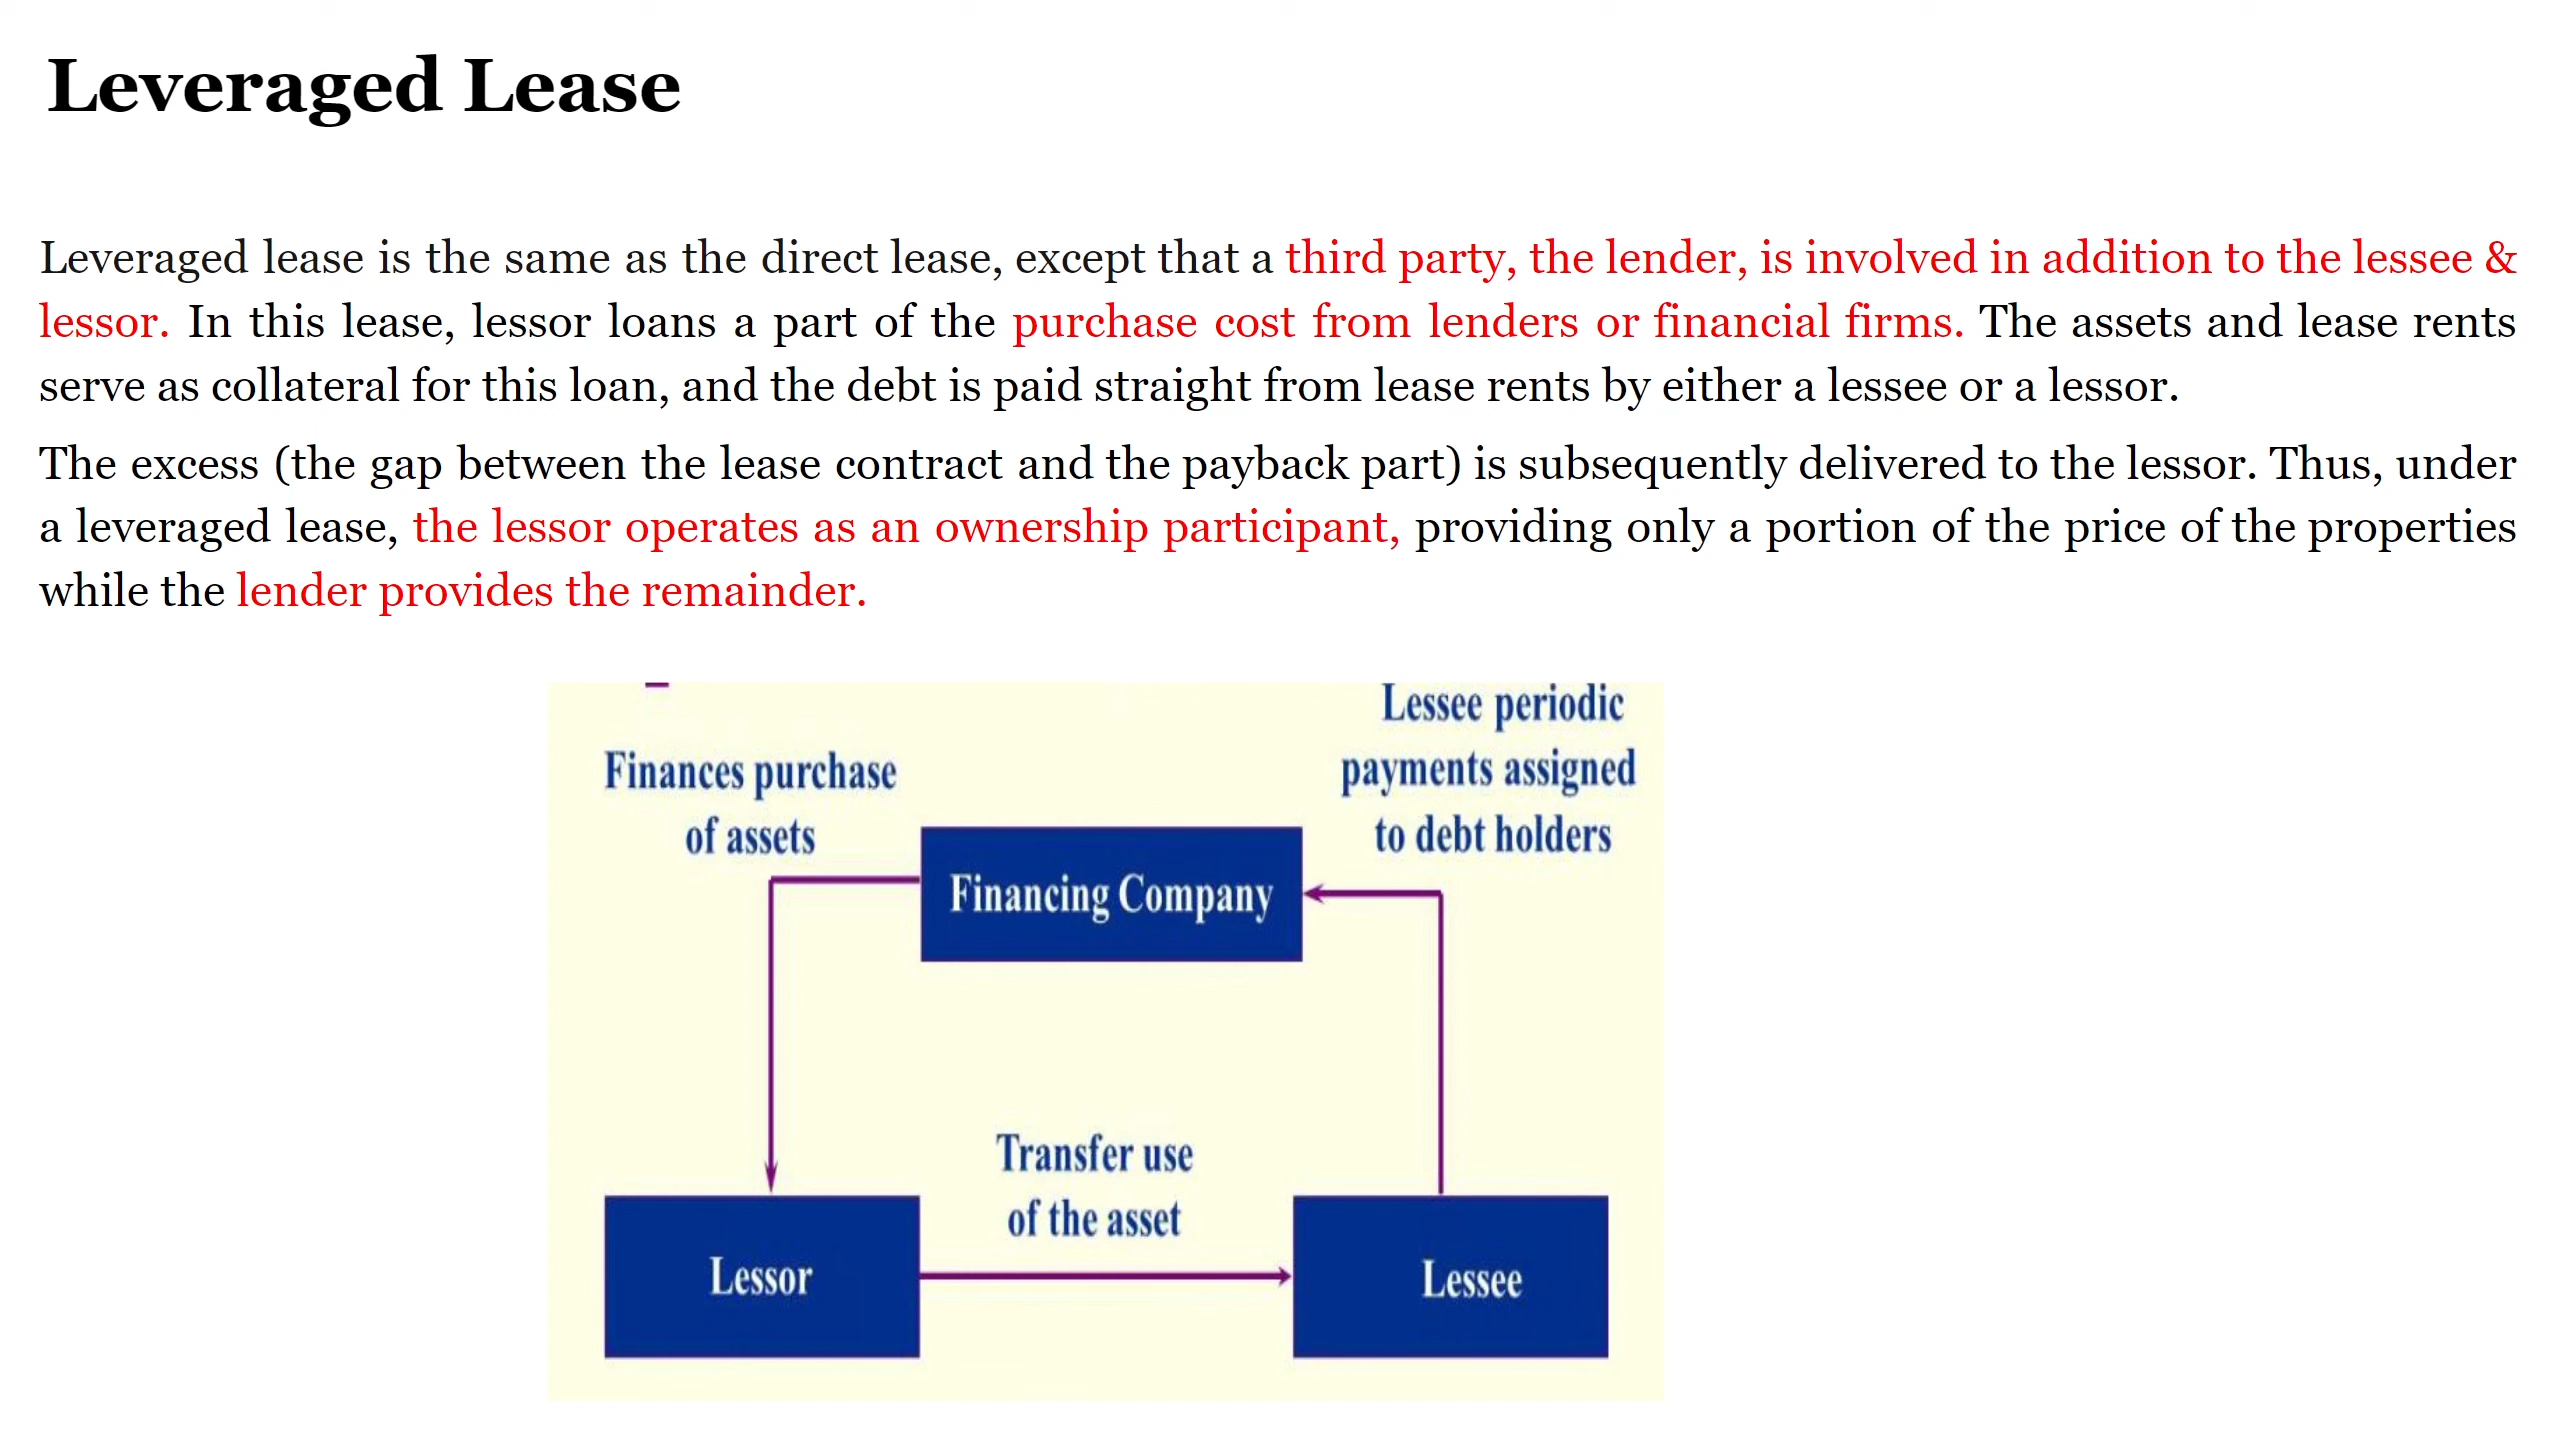 Leveraged Lease
Leveraged lease is the same as the direct lease, except that a third party, the lender, is involved in addition to the lessee &
lessor. In this lease, lessor loans a part of the purchase cost from lenders or financial firms. The assets and lease rents
serve as collateral for this loan, and the debt is paid straight from lease rents by either a lessee or a lessor.
The excess (the gap between the lease contract and the payback part) is subsequently delivered to the lessor. Thus, under
a leveraged lease, the lessor operates as an ownership participant, providing only a portion of the price of the properties
while the lender provides the remainder.
Finances purchase
of assets
Lessee periodic
payments assigned
to debt holders
Financing Company
Transfer use
of the asset
Lessor
Lessee